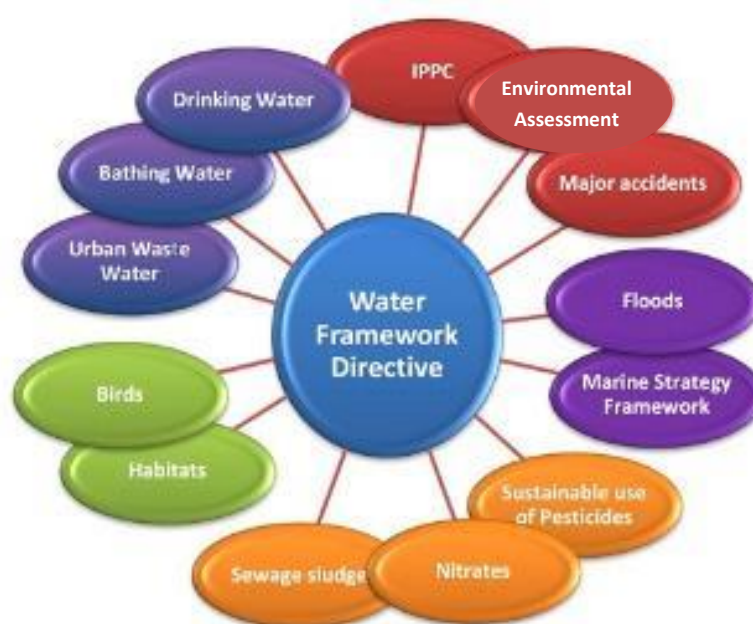 IPPC
Environmental
Assessment
Drinking Water
Bathing Water
Major accidents
Urban Waste
Water
Water
Framework
Directive
Floods
Marine Strategy
Framework
Birds
Habitats
Sustainable use
of Pesticides
Sewage sludge
Nitrates